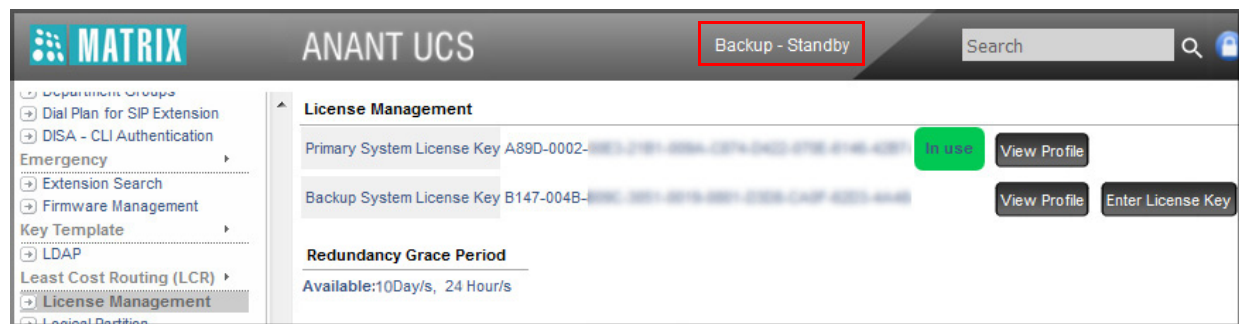 MATRIX ANANT UCS Backup - Standby Search
Department Groups
Dial Plan for SIP Extension
DISA - CLI Authentication
Emergency
Extension Search
Firmware Management
Key Template
LDAP
Least Cost Routing (LCR)
License Management
Logical Partition
License Management
Primary System License Key A89D-0002- In use View Profile
Backup System License Key B147-004B- View Profile Enter License Key
Redundancy Grace Period
Available:10Day/s, 24 Hour/s